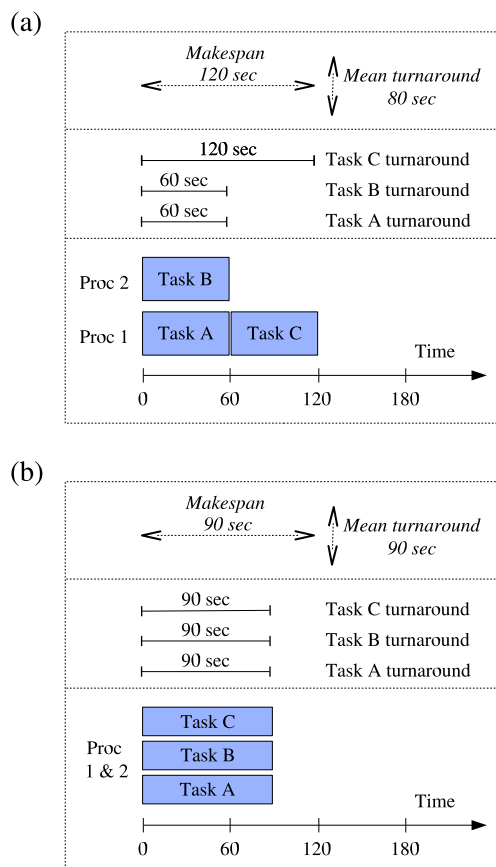 (a)
Makespan
120 sec
Mean turnaround
80 sec
120 sec Task C turnaround
60 sec Task B turnaround
60 sec Task A turnaround
Proc 2 Task B
Proc 1 Task A Task C
Time
0 60 120 180
(b)
Makespan
90 sec
Mean turnaround
90 sec
90 sec Task C turnaround
90 sec Task B turnaround
90 sec Task A turnaround
Task C
Proc
1 & 2
Task B
Task A
Time
0 60 120 180